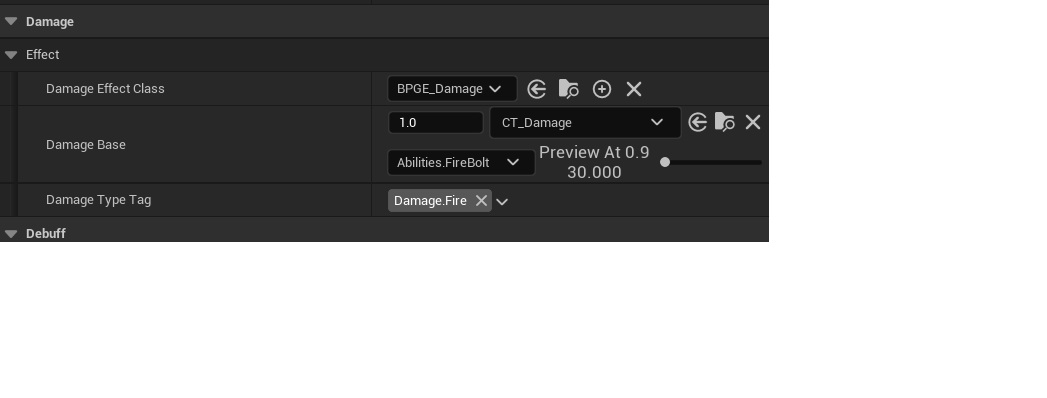 Damage
Effect
Damage Effect Class
BPGE_Damage
Damage Base
1.0
CT_Damage
Abilities.FireBolt
Preview At 0.9
30.000
Damage Type Tag
Damage.Fire
Debuff